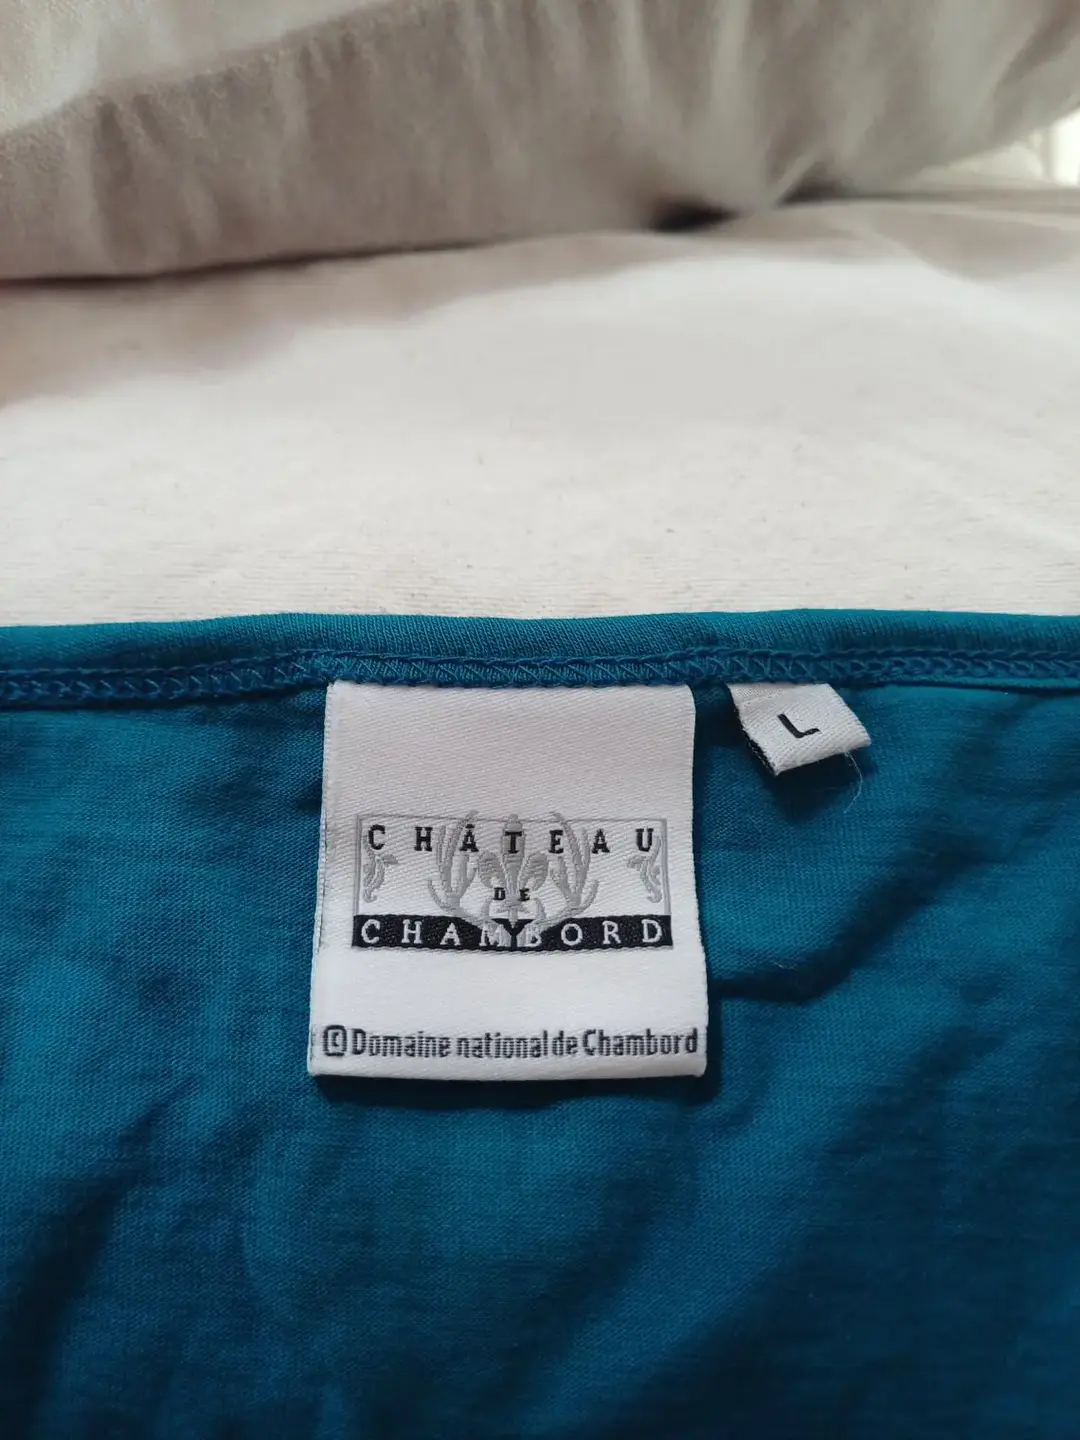 CHÂTEAU
DE
CHAMBORD
© Domaine national de Chambord
L